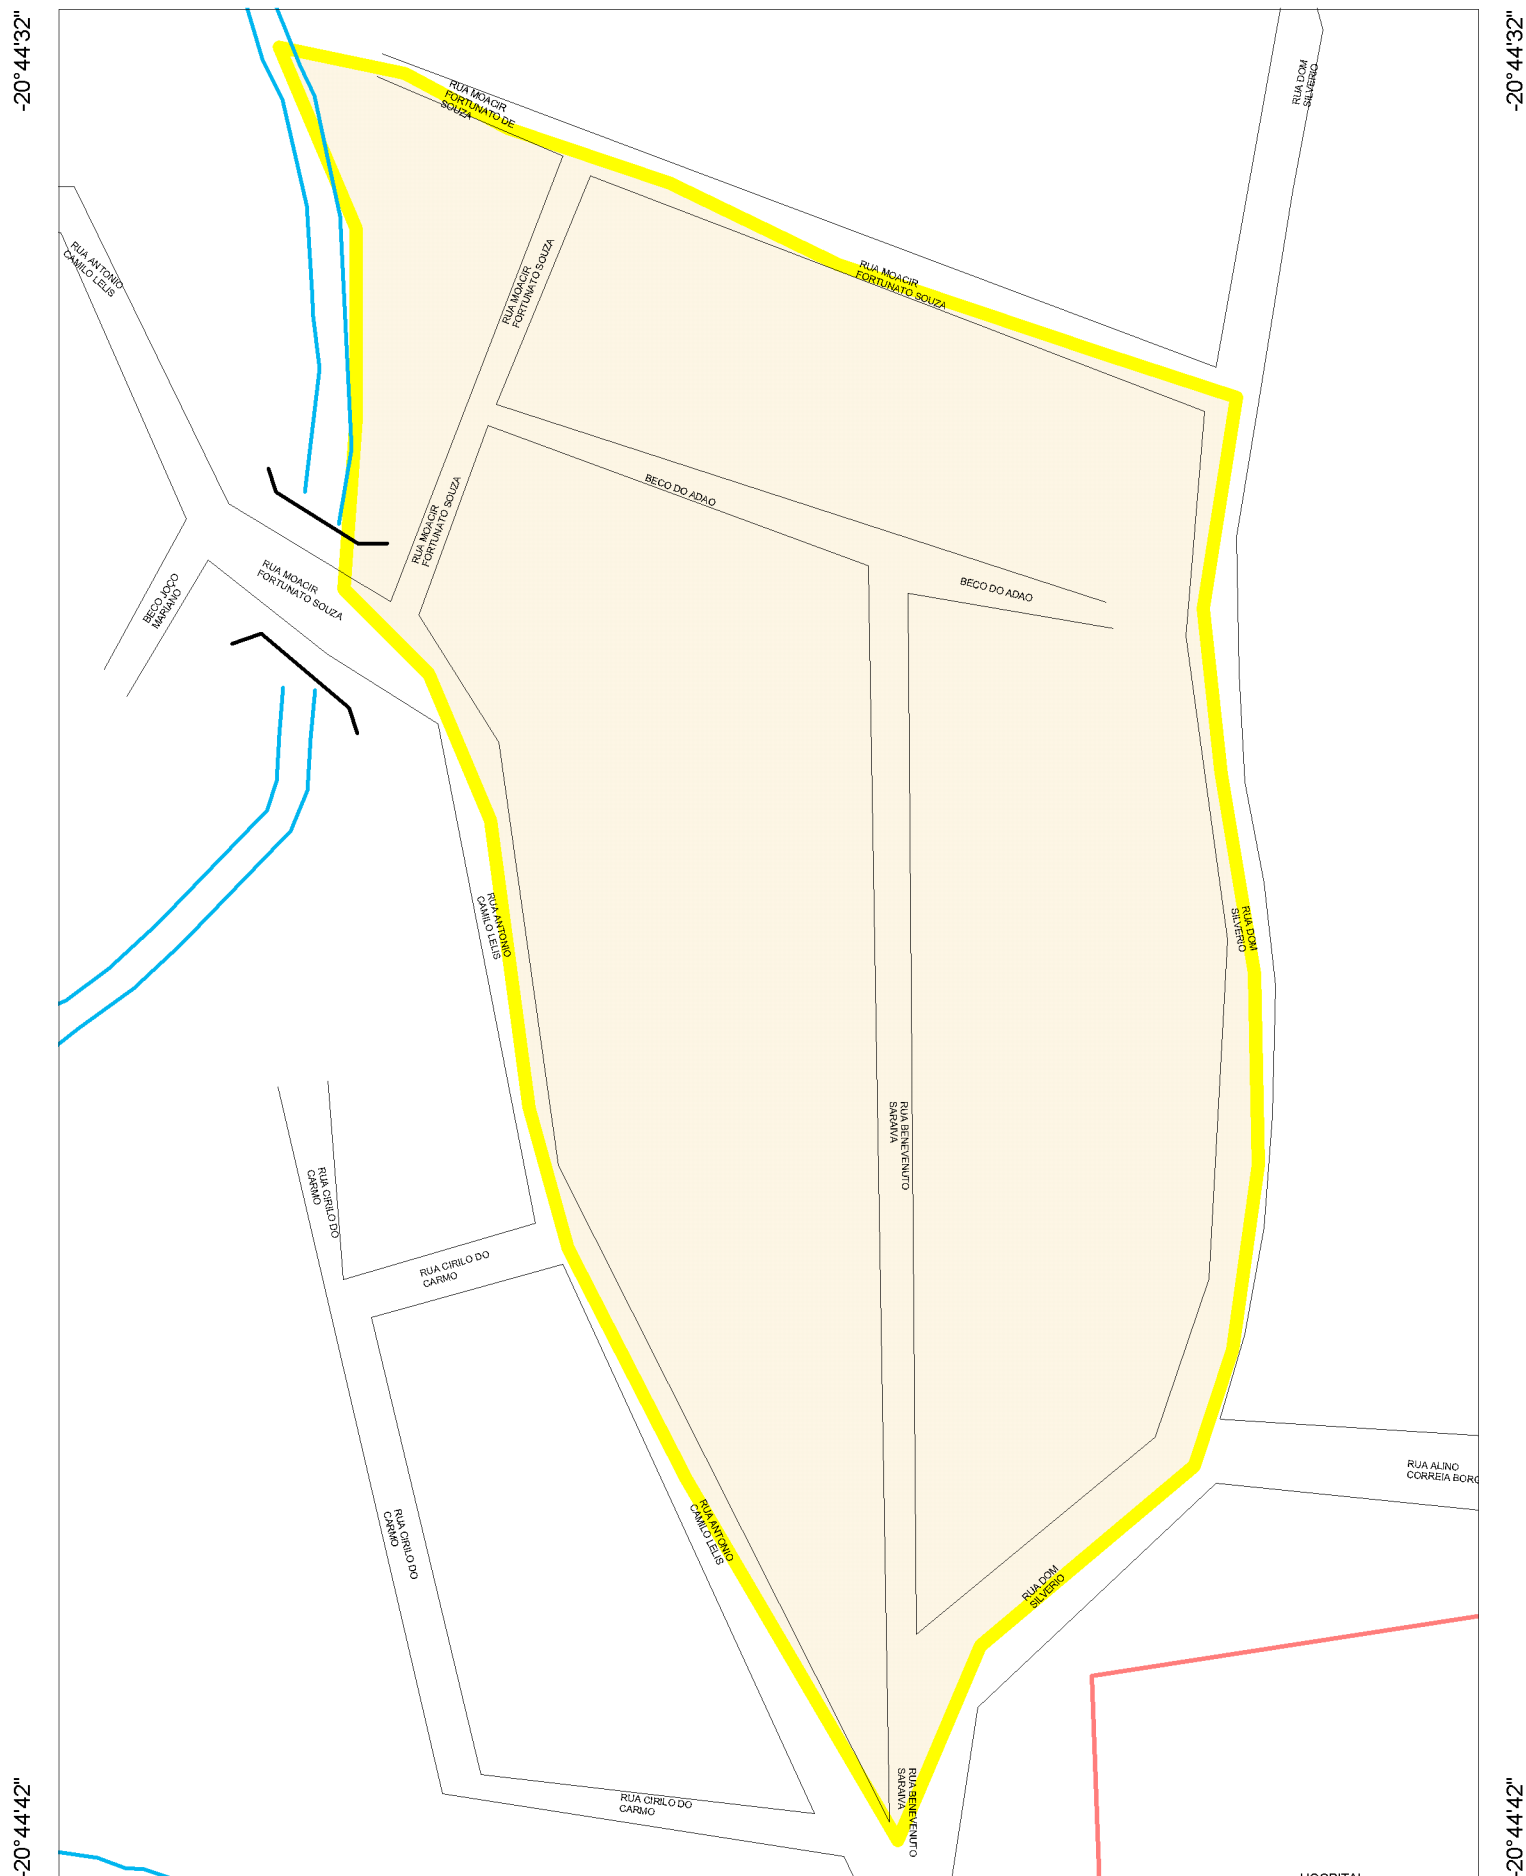 -20°44'32"
-20°44'32"
RUA DOM
SILVERIO
RUA MOACIR
FORTUNATO DE
SOUZA
RUA ANTONIO
CAMILO LELIS
RUA MOACIR
FORTUNATO SOUZA
RUA MOACIR
FORTUNATO SOUZA
RUA MOACIR
FORTUNATO SOUZA
BECO DO ADAO
BECO DO ADAO
RUA MOACIR
FORTUNATO SOUZA
BECO JOÇO
MARIANO
RUA ANTONIO
CAMILO LELIS
RUA DOM
SILVERIO
RUA BENEVENUTO
SARAIVA
RUA CIRILO DO
CARMO
RUA CIRILO DO
CARMO
RUA ALINO
CORREIA BORG
RUA ANTONIO
CAMILO LELIS
RUA CIRILO DO
CARMO
RUA DOM
SILVERIO
RUA CIRILO DO
CARMO
RUA BENEVENUTO
SARAIVA
-20°44'42"
-20°44'42"
HOSPITAL